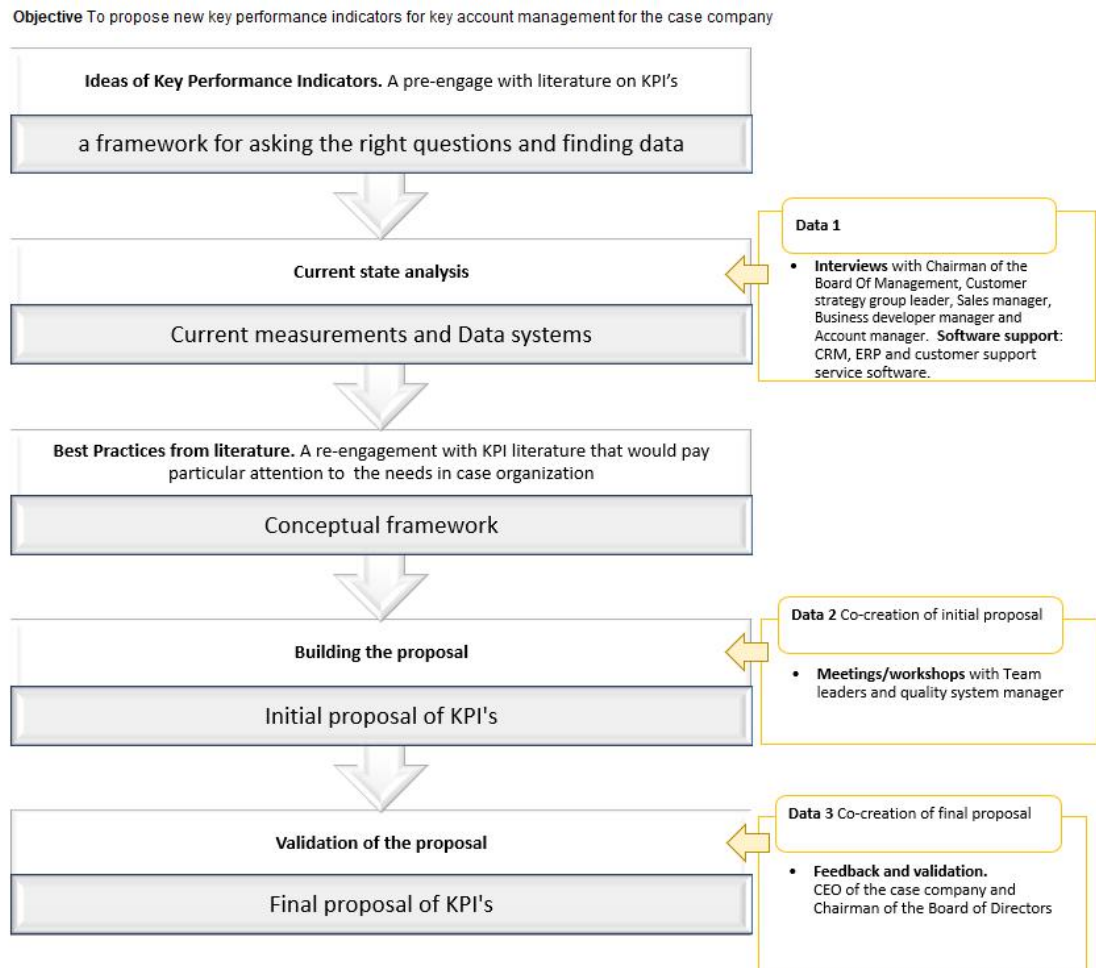 Objective To propose new key performance indicators for key account management for the case company
Ideas of Key Performance Indicators. A pre-engage with literature on KPI's
a framework for asking the right questions and finding data
Data 1
Current state analysis
Current measurements and Data systems
• Interviews with Chairman of the
Board Of Management, Customer
strategy group leader, Sales manager,
Business developer manager and
Account manager. Software support:
CRM, ERP and customer support
service software.
Best Practices from literature. A re-engagement with KPI literature that would pay
particular attention to the needs in case organization
Conceptual framework
Data 2 Co-creation of initial proposal
Building the proposal
Initial proposal of KPI's
• Meetings/workshops with Team
leaders and quality system manager
Data 3 Co-creation of final proposal
Validation of the proposal
Final proposal of KPI's
• Feedback and validation.
CEO of the case company and
Chairman of the Board of Directors